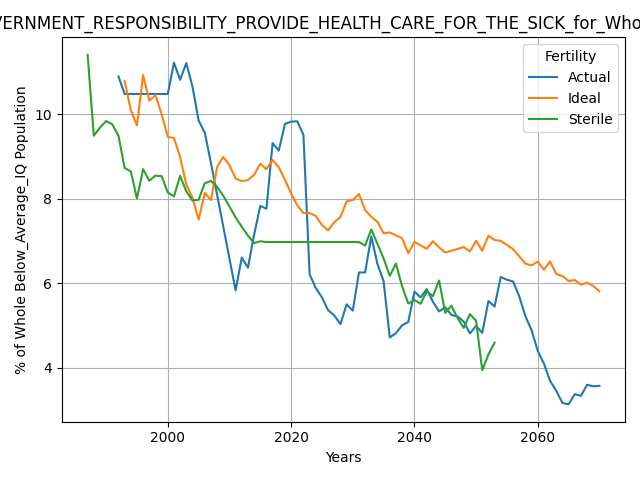 VERNMENT_RESPONSIBILITY_PROVIDE_HEALTH_CARE_FOR_THE_SICK_for_Who
% of Whole Below_Average_IQ Population
10
8
6
4
2000
2020
2040
2060
Years
Fertility
Actual
Ideal
Sterile